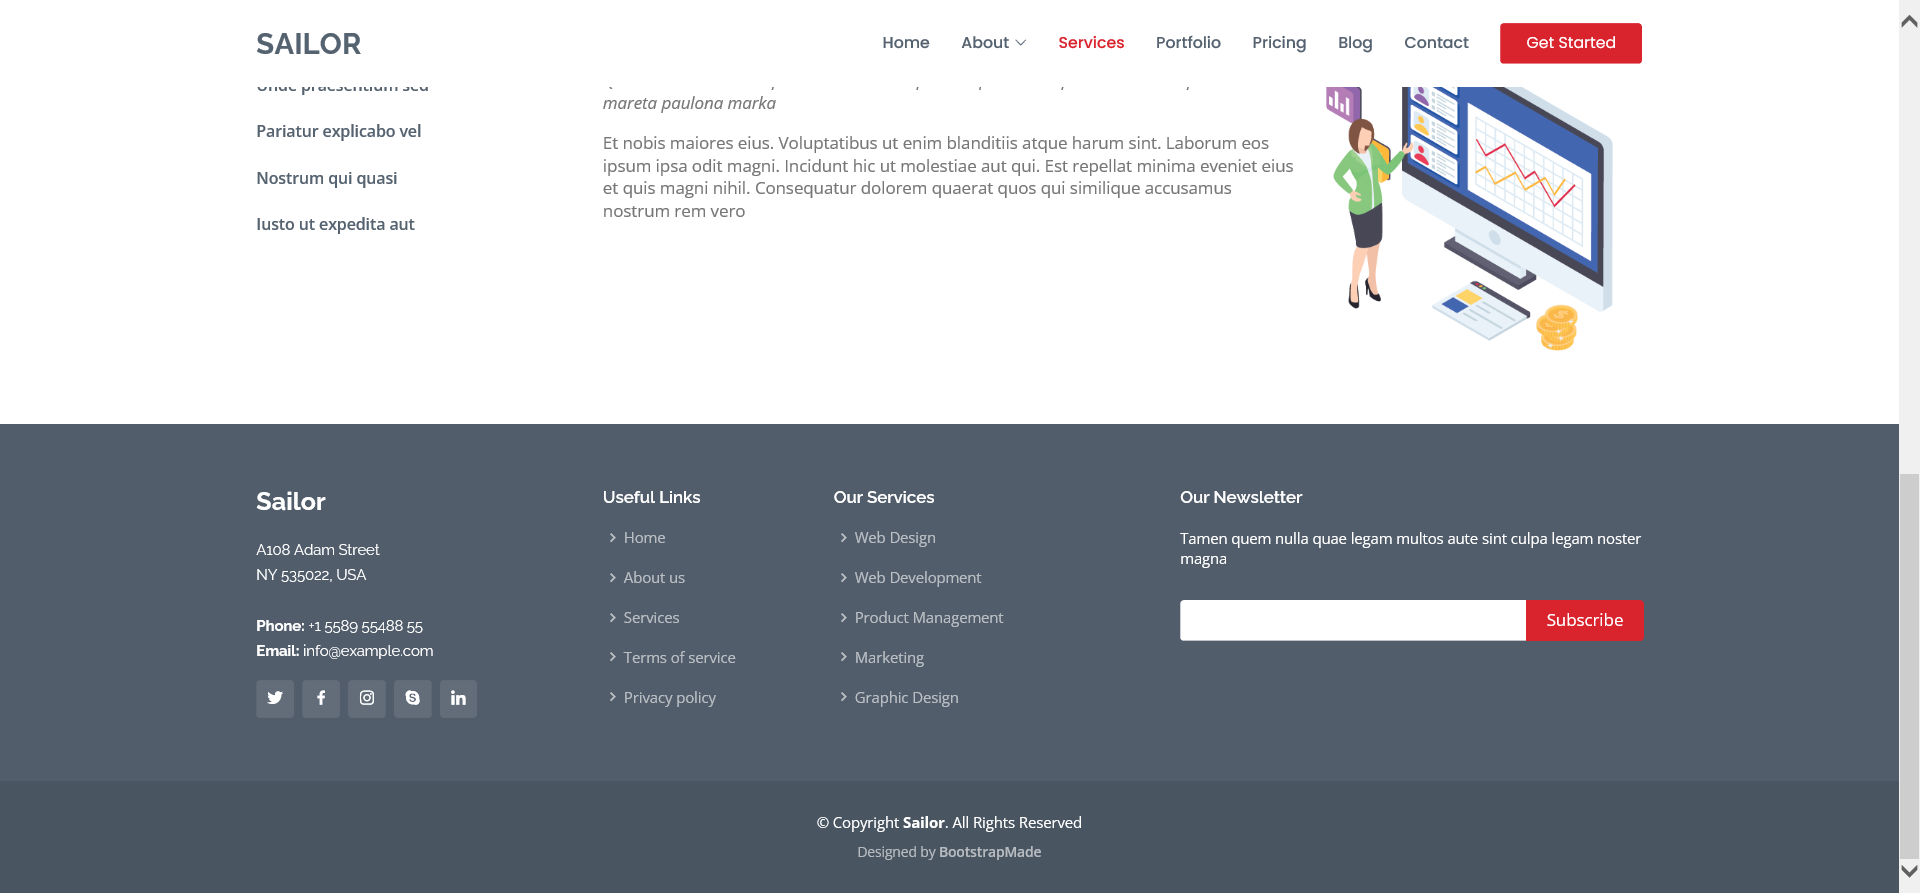 SAILOR
Home
About
Services
Portfolio
Pricing
Blog
Contact
Get Started
Unde praesentium sed
Pariatur explicabo vel
Nostrum qui quasi
Iusto ut expedita aut
mareta paulona marka
Et nobis maiores eius. Voluptatibus ut enim blanditiis atque harum sint. Laborum eos
ipsum ipsa odit magni. Incidunt hic ut molestiae aut qui. Est repellat minima eveniet eius
et quis magni nihil. Consequatur dolorem quaerat quos qui similique accusamus
nostrum rem vero
Sailor
A108 Adam Street
NY 535022, USA
Phone: +1 5589 55488 55
Email: info@example.com
Useful Links
Home
About us
Services
Terms of service
Privacy policy
Our Services
Web Design
Web Development
Product Management
Marketing
Graphic Design
Our Newsletter
Tamen quem nulla quae legam multos aute sint culpa legam noster
magna
Subscribe
© Copyright Sailor. All Rights Reserved
Designed by BootstrapMade